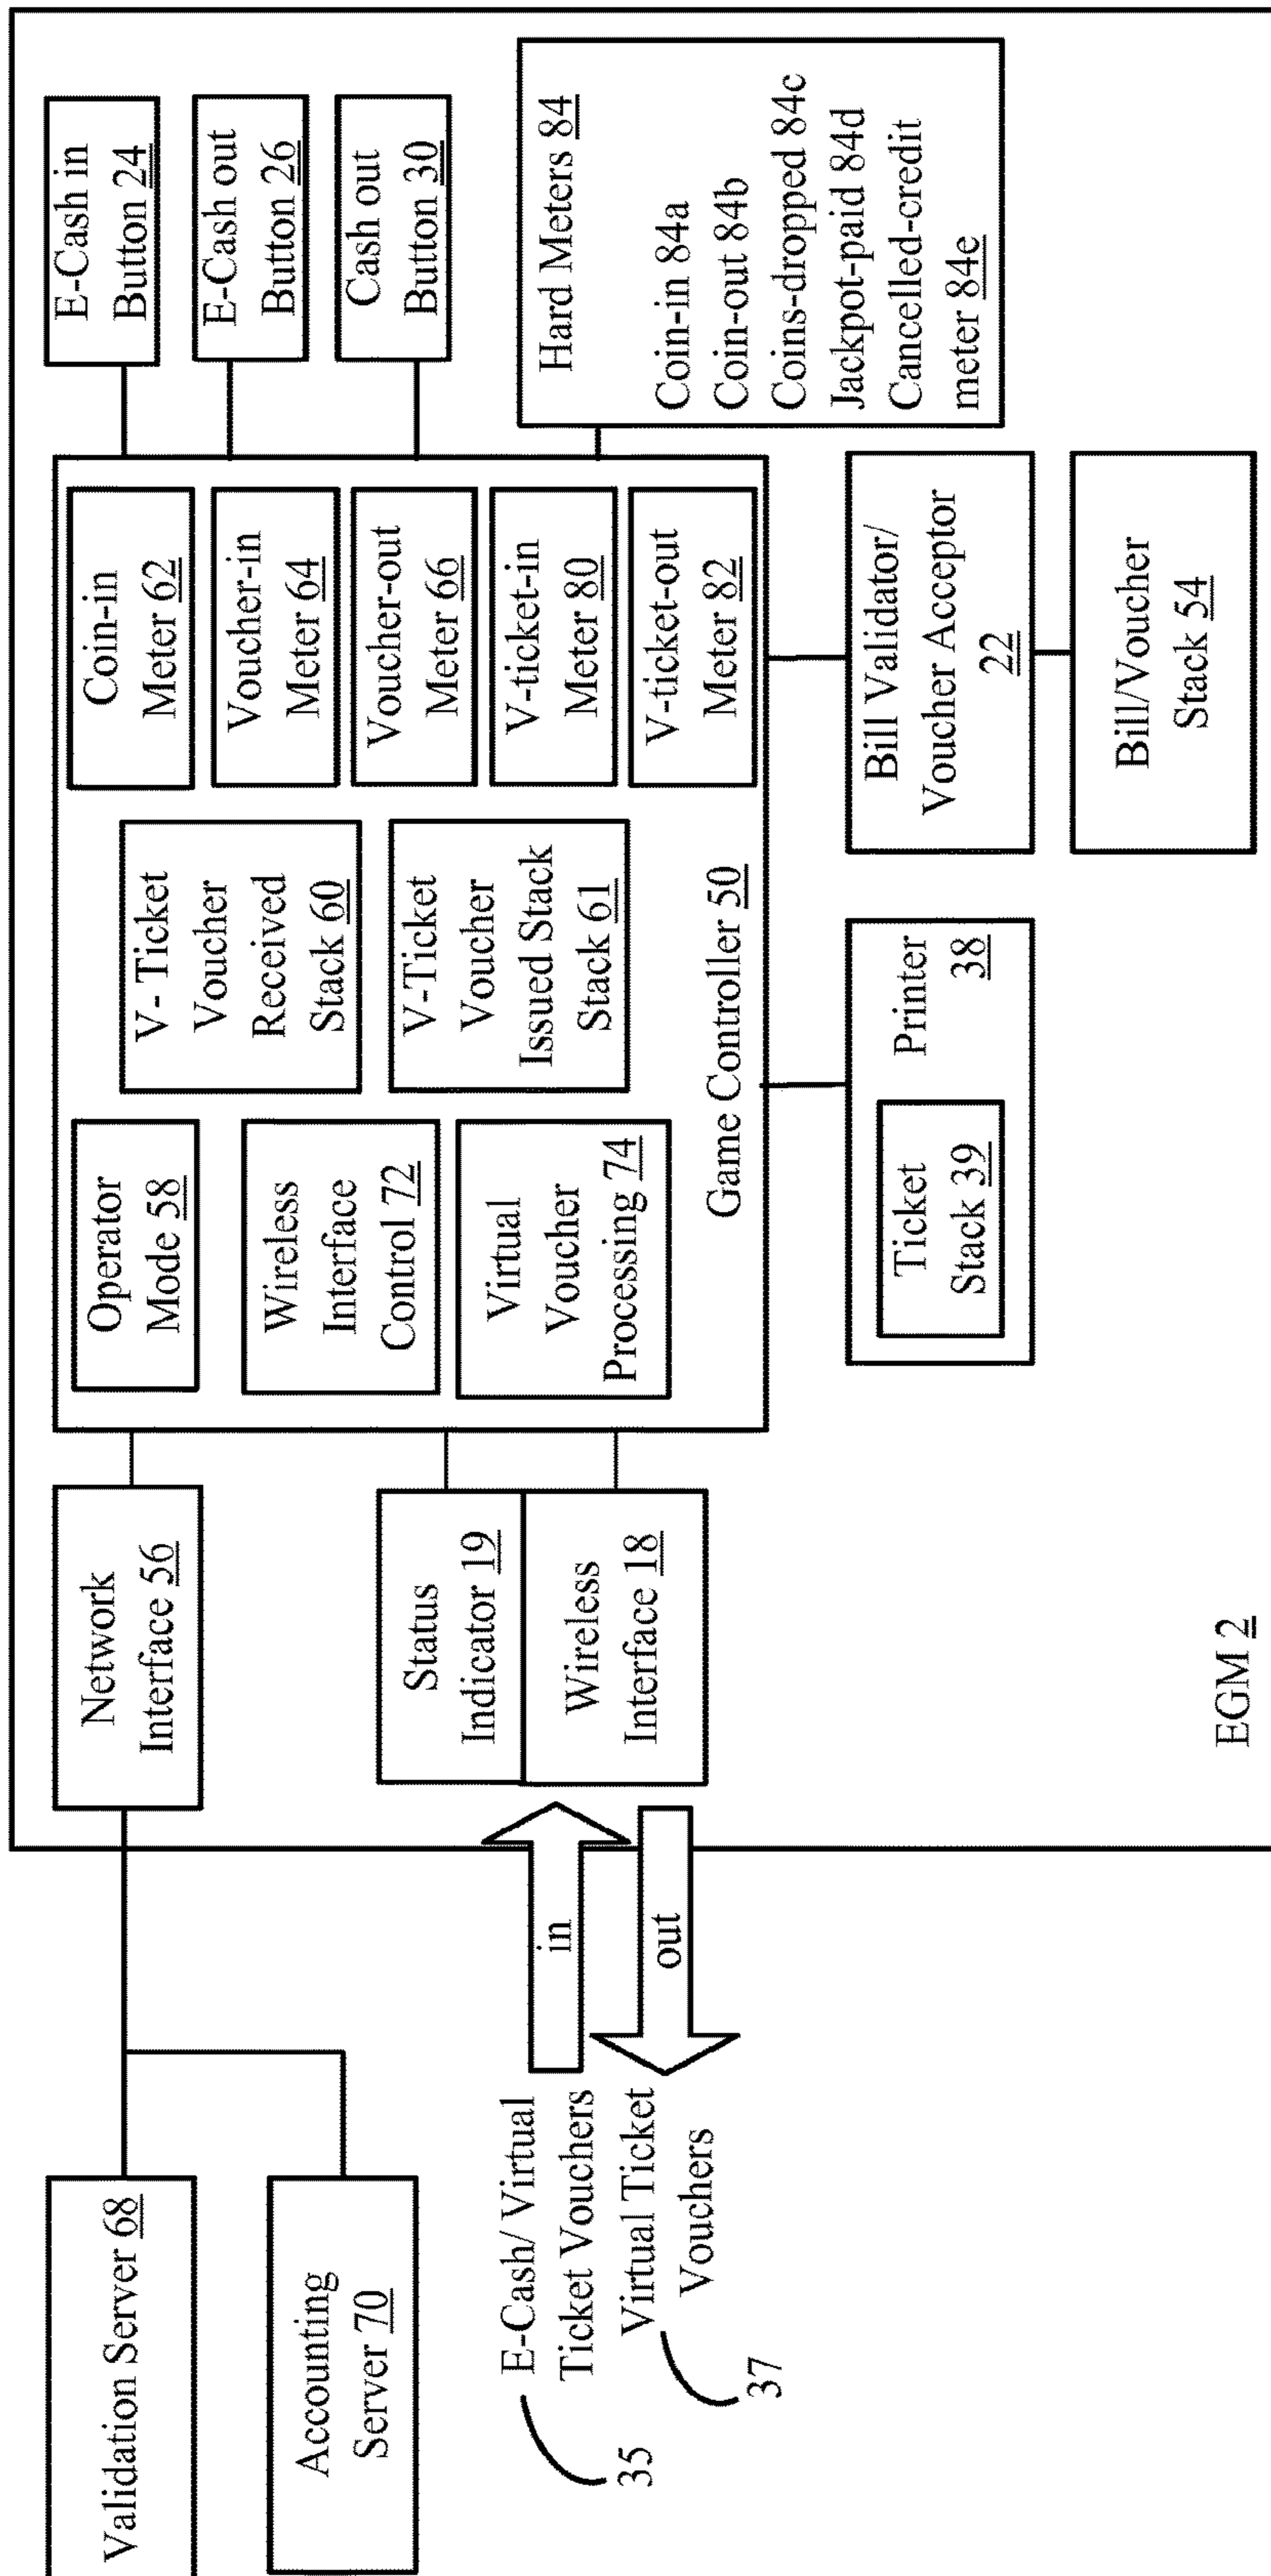 Validation Server 68
Accounting
Server 70
E-Cash/ Virtual
Ticket Vouchers
Virtual Ticket
Vouchers
35
37
in
out
Network
Interface 56
Status
Indicator 19
Wireless
Interface 18
EGM 2
Operator
Mode 58
Wireless
Interface
Control 72
Virtual
Voucher
Processing 74
V- Ticket
Voucher
Received
Stack 60
V-Ticket
Voucher
Issued Stack
Stack 61
Game Controller 50
Coin-in
Meter 62
Voucher-in
Meter 64
Voucher-out
Meter 66
V-ticket-in
Meter 80
V-ticket-out
Meter 82
E-Cash in
Button 24
E-Cash out
Button 26
Cash out
Button 30
Hard Meters 84
Coin-in 84a
Coin-out 84b
Coins-dropped 84c
Jackpot-paid 84d
Cancelled-credit
meter 84e
Ticket
Stack 39
Printer
38
Bill Validator/
Voucher Acceptor
22
Bill/Voucher
Stack 54